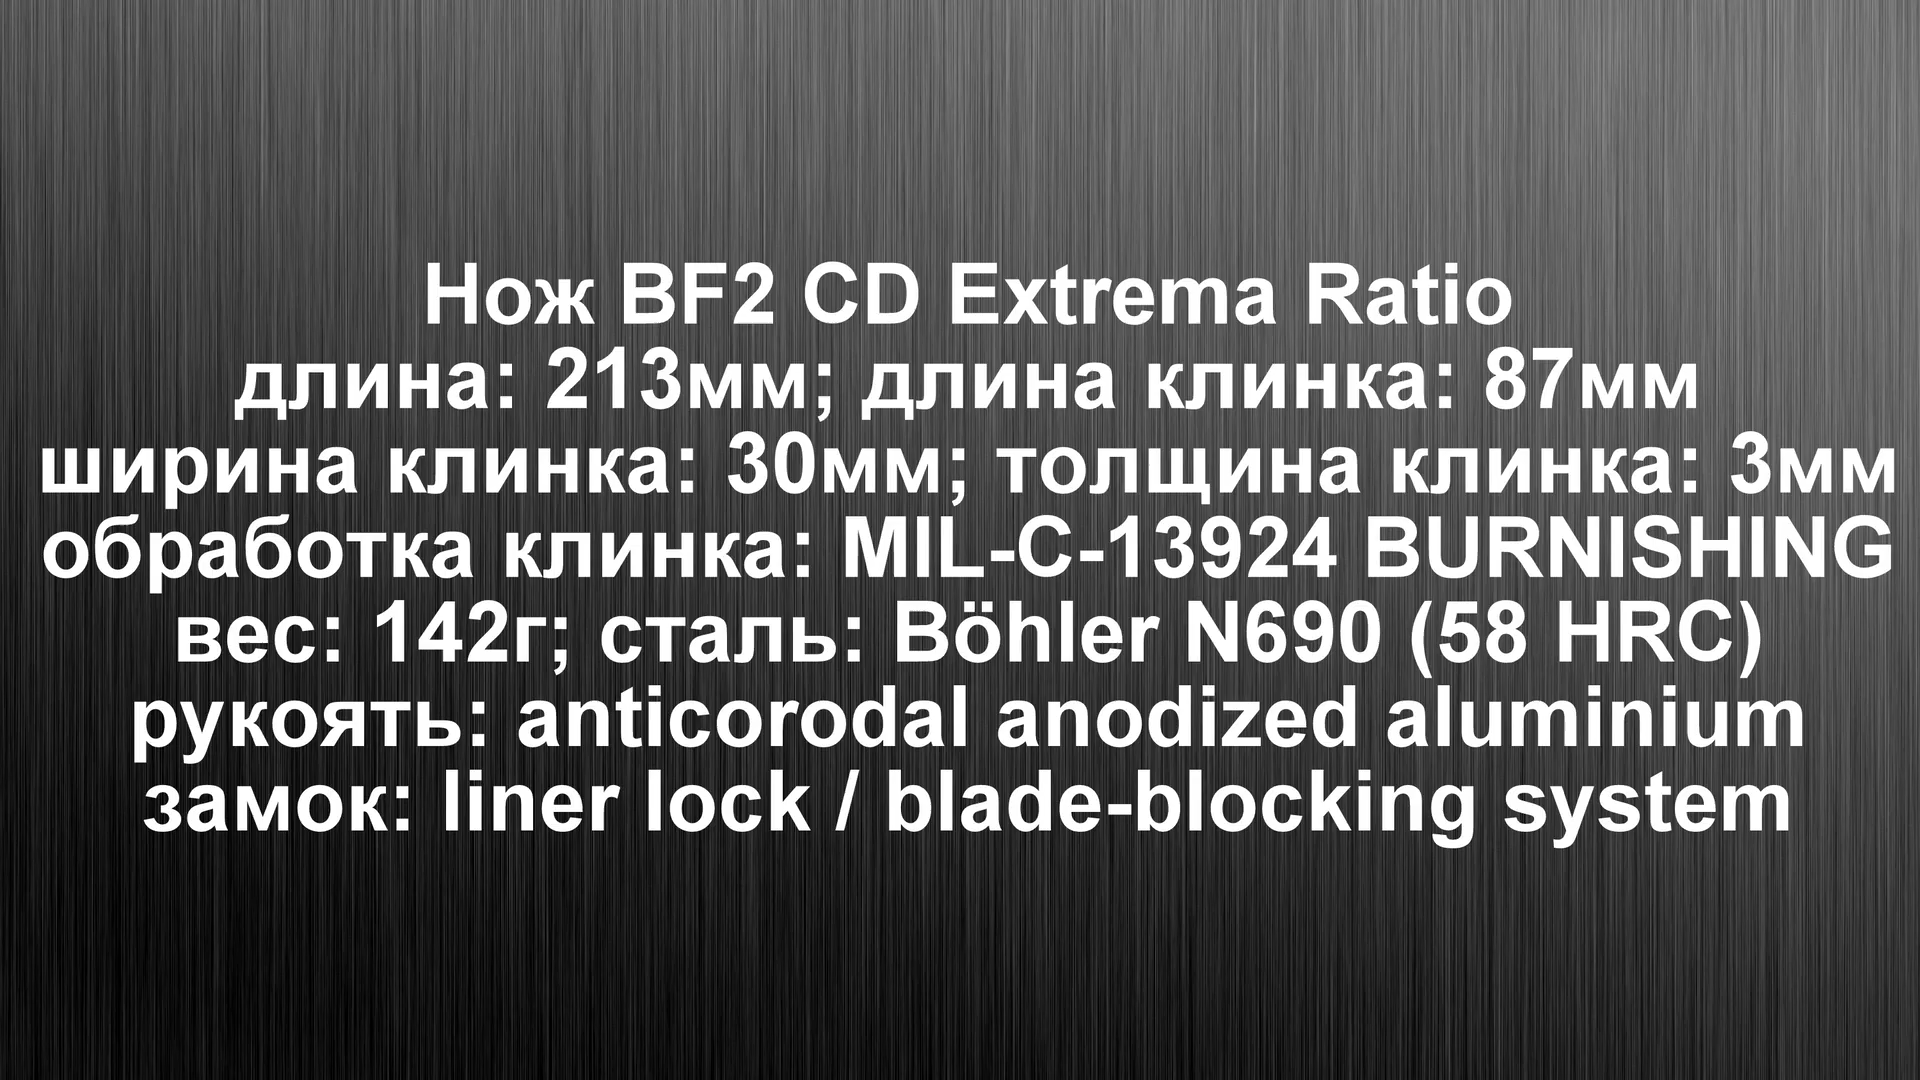 Нож BF2 CD Extrema Ratio
длина: 213мм; длина клинка: 87мм
ширина клинка: 30мм; толщина клинка: 3мм
обработка клинка: MIL-C-13924 BURNISHING
вес: 142г; сталь: Böhler N690 (58 HRC)
рукоять: anticorodal anodized aluminium
замок: liner lock / blade-blocking system